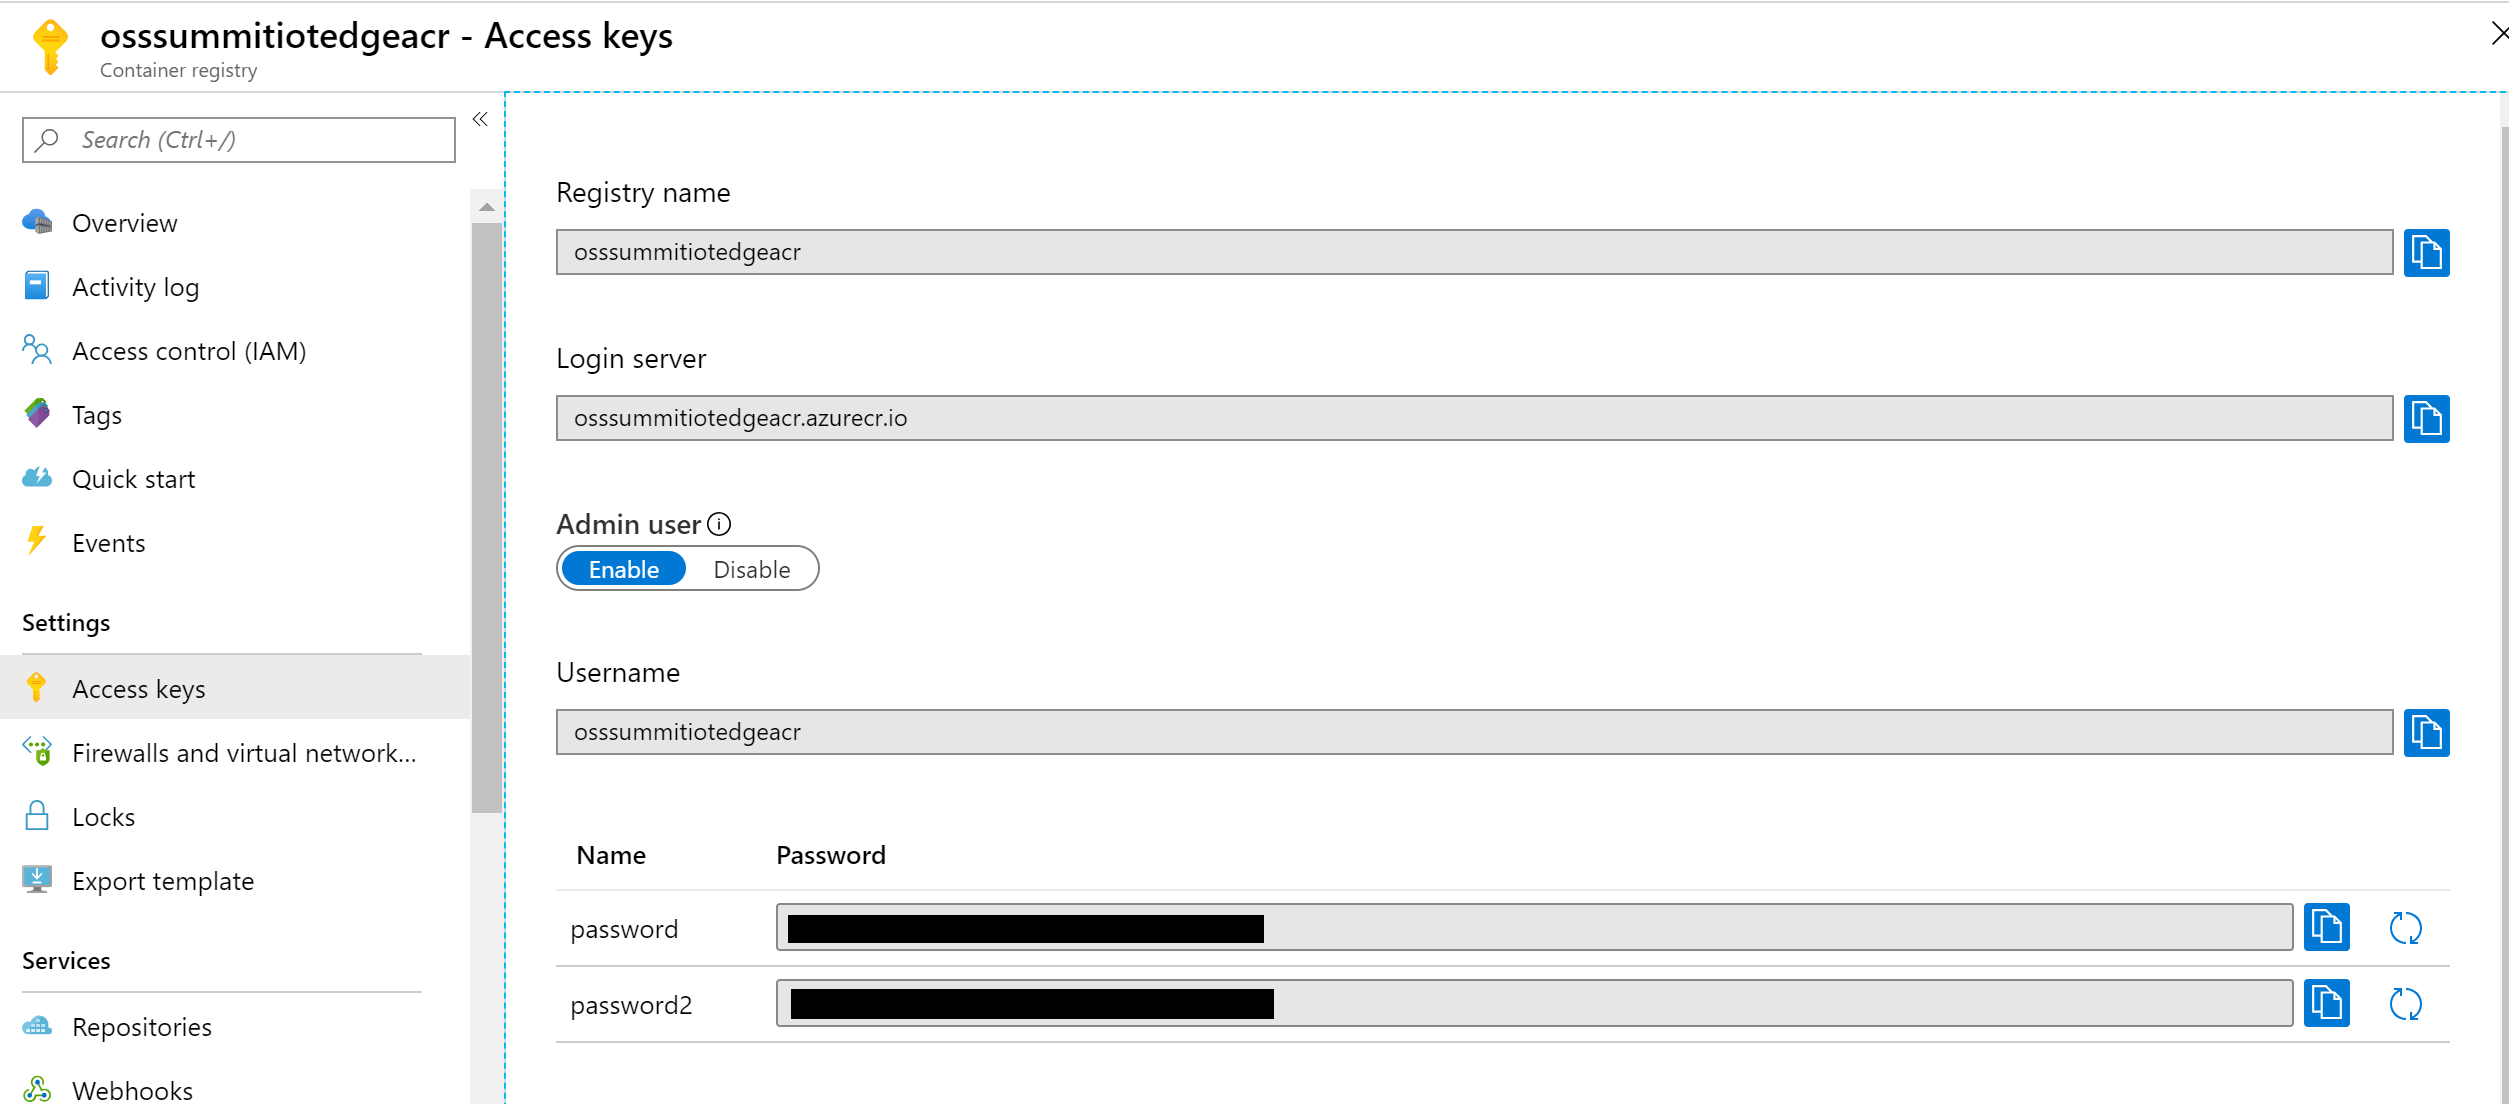 osssummitiotedgeacr - Access keys
Container registry
Search (Ctrl+/)
Overview
Activity log
Access control (IAM)
Tags
Quick start
Events
Settings
Access keys
Firewalls and virtual network...
Locks
Export template
Services
Repositories
Webhooks
Registry name
osssummitiotedgeacr
Login server
osssummitiotedgeacr.azurecr.io
Admin user
Enable Disable
Username
osssummitiotedgeacr
Name Password
password
password2